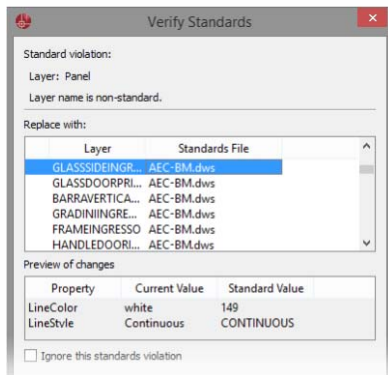 Verify Standards
Standard violation:
Layer: Panel
Layer name is non-standard.
Replace with:
Layer Standards File
GLASSSIDEINGR... AEC-BM.dws
GLASSDOORPRI... AEC-BM.dws
BARRAVERTICA... AEC-BM.dws
GRADINIINGRE... AEC-BM.dws
FRAMEINGRESSO AEC-BM.dws
HANDLEDOORI... AEC-BM.dws
Preview of changes
Property Current Value Standard Value
LineColor white 149
LineStyle Continuous CONTINUOUS
Ignore this standards violation